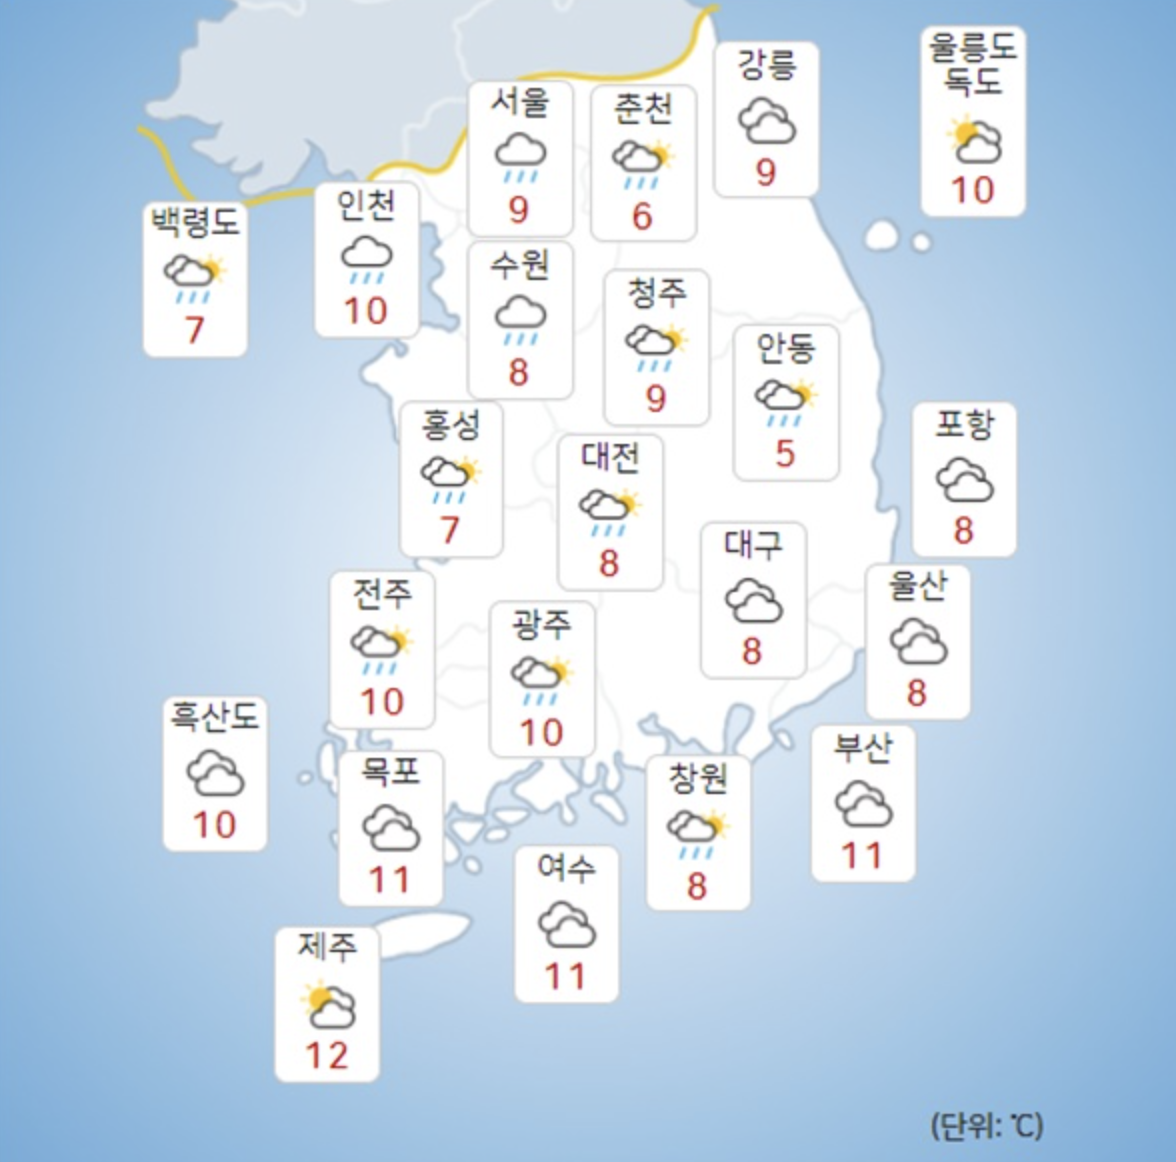 강릉
9
울릉도
독도
10
서울
9
춘천
6
백령도
7
인천
10
수원
8
청주
9
안동
5
홍성
7
대전
8
포항
8
대구
8
울산
8
전주
10
광주
10
흑산도
10
목포
11
창원
8
부산
11
여수
11
제주
12
(단위: ℃)